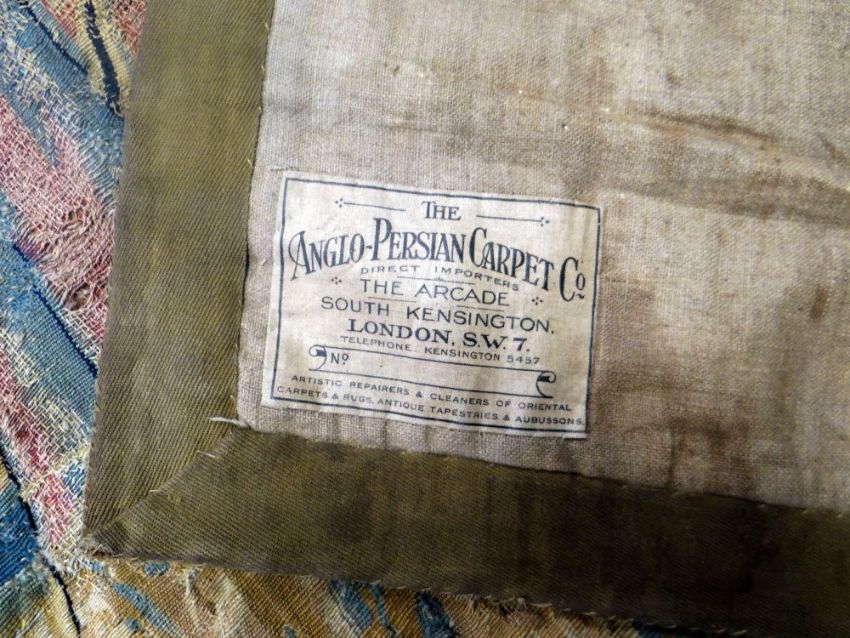 THE
ANGLO-PERSIAN CARPET Co
DIRECT IMPORTERS
THE ARCADE
SOUTH KENSINGTON,
LONDON, S.W.7.
TELEPHONE, KENSINGTON 5457
No
ARTISTIC REPAIRERS & CLEANERS OF ORIENTAL
CARPETS & RUGS, ANTIQUE TAPESTRIES & AUBUSSONS.